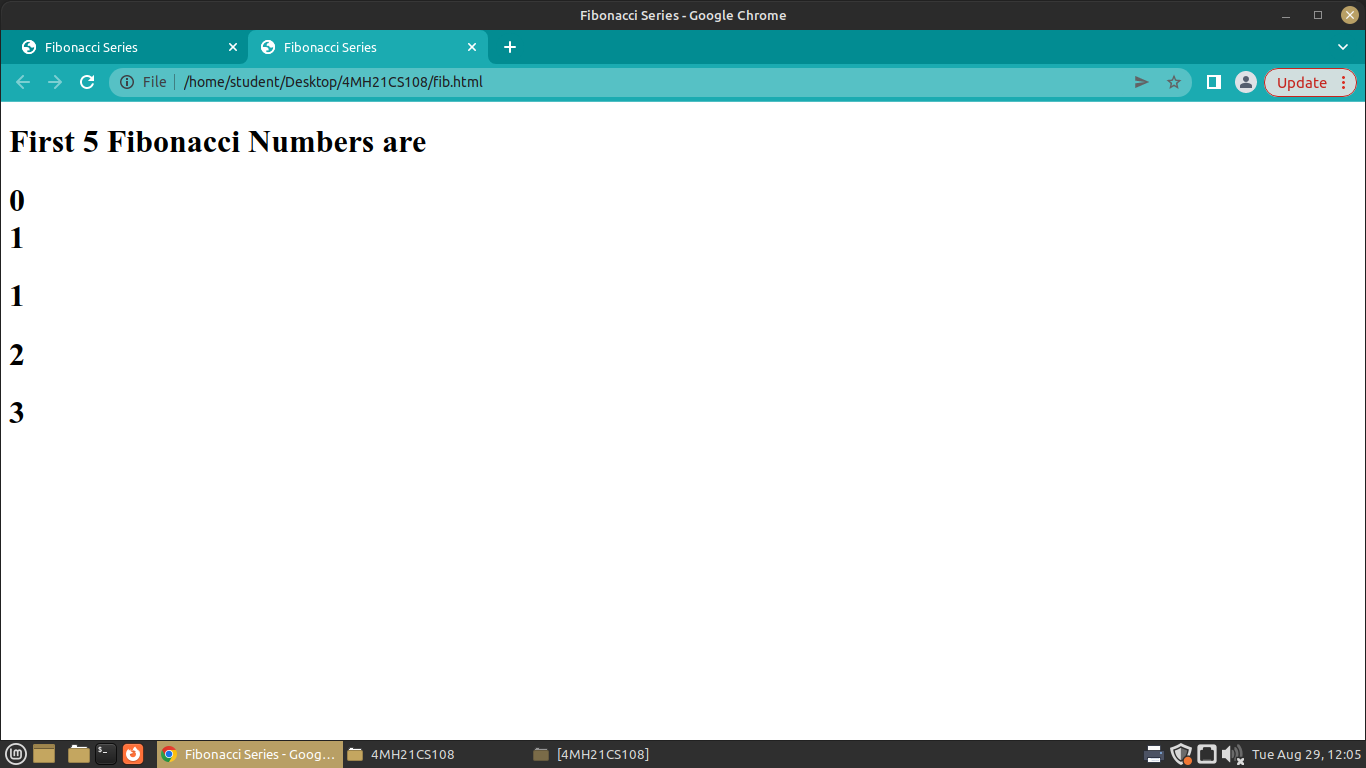 Fibonacci Series - Google Chrome
Fibonacci Series
Fibonacci Series
File
/home/student/Desktop/4MH21CS108/fib.html
Update
First 5 Fibonacci Numbers are
0
1
1
2
3
Fibonacci Series - Goog...
4MH21CS108
[4MH21CS108]
Tue Aug 29, 12:05